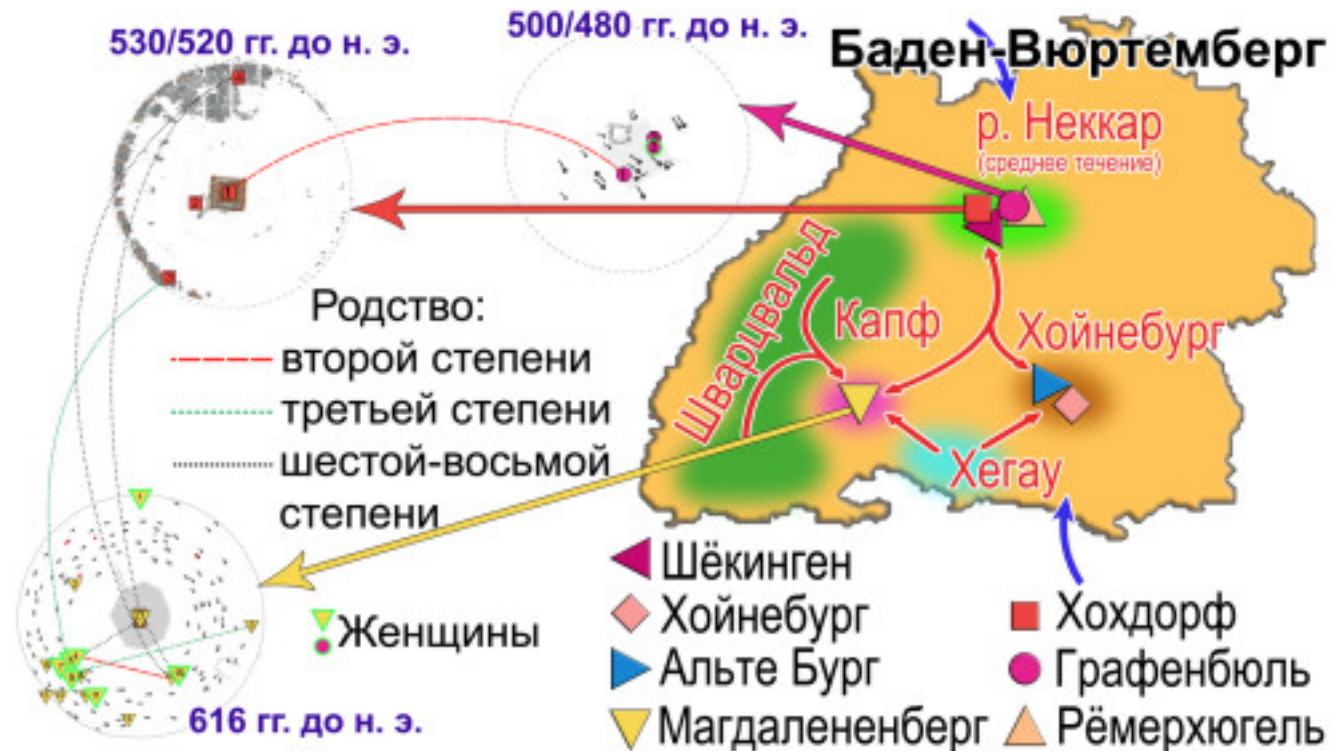 530/520 гг. до н. э.
500/480 гг. до н. э.
Баден-Вюртемберг
р. Неккар
(среднее течение)
Родство:
второй степени
третьей степени
шестой-восьмой
степени
Женщины
616 гг. до н. э.
Шварцвальд
Капф
Хойнебург
Хегау
Шёкинген
Хойнебург
Альте Бург
Магдалененберг
Хохдорф
Графенбюль
Рёмерхюгель